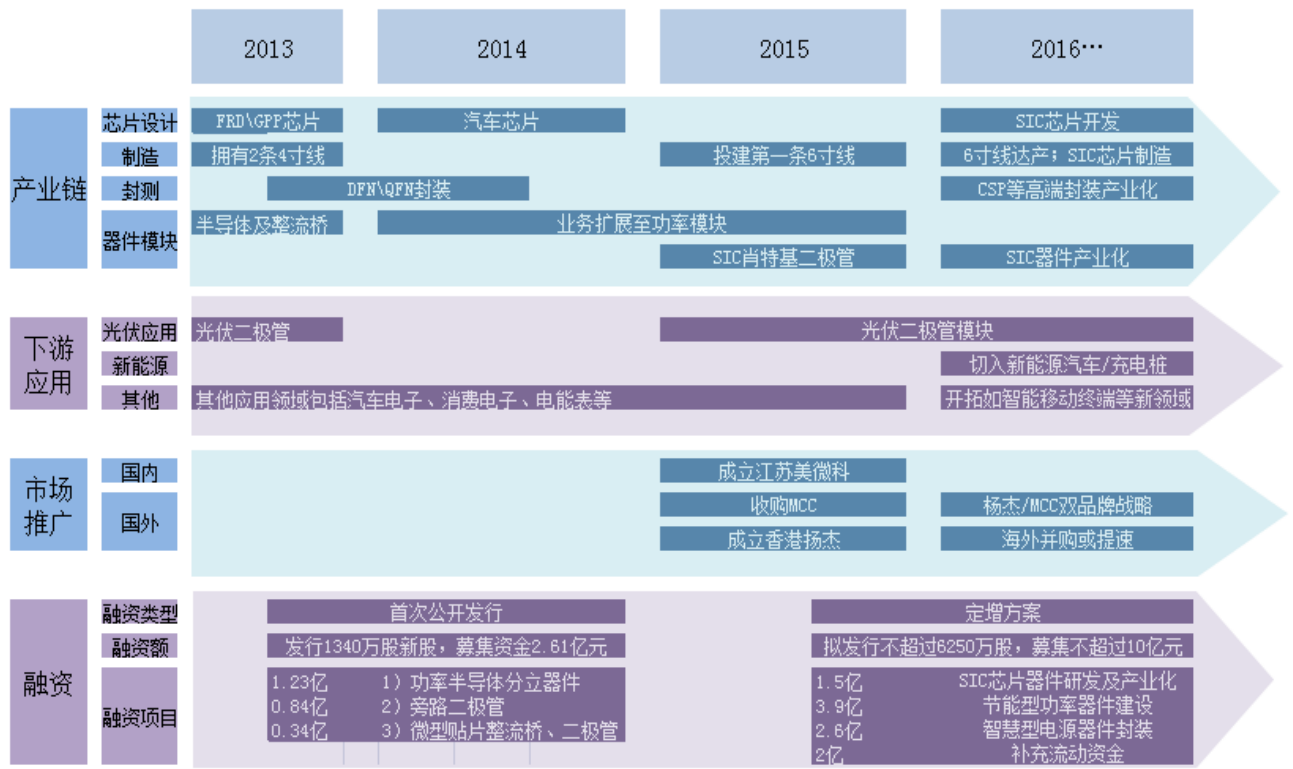 2013 2014 2015 2016…
产业链
芯片设计 FRD\GPP芯片 汽车芯片 SIC芯片开发
制造 拥有2条4寸线 投建第一条6寸线 6寸线达产；SIC芯片制造
封测 DFN\QFN封装 CSP等高端封装产业化
器件模块 半导体及整流桥 业务扩展至功率模块
SIC肖特基二极管 SIC器件产业化
下游
应用
光伏应用 光伏二极管 光伏二极管模块
新能源 切入新能源汽车/充电桩
其他 其他应用领域包括汽车电子、消费电子、电能表等 开拓如智能移动终端等新领域
市场
推广
国内 成立江苏美微科
国外 收购MCC 杨杰/MCC双品牌战略
成立香港扬杰 海外并购或提速
融资
融资类型 首次公开发行 定增方案
融资额 发行1340万股新股，募集资金2.61亿元 拟发行不超过6250万股，募集不超过10亿元
融资项目
1.23亿 1）功率半导体分立器件 1.5亿 SIC芯片器件研发及产业化
0.84亿 2）旁路二极管 3.9亿 节能型功率器件建设
0.34亿 3）微型贴片整流桥、二极管 2.6亿 智慧型电源器件封装
2亿 补充流动资金